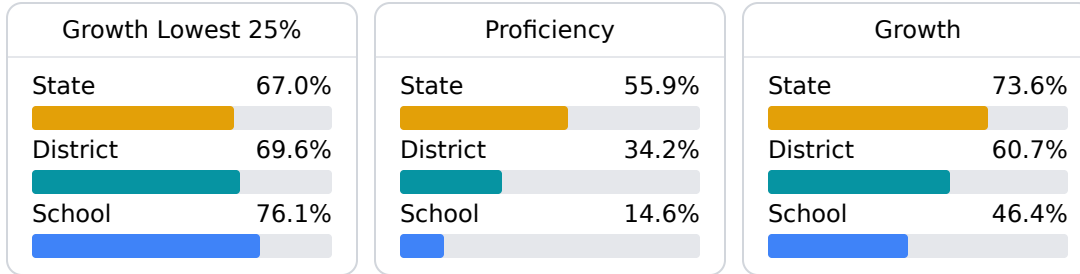 Growth Lowest 25%
State 67.0%
District 69.6%
School 76.1%
Proficiency
State 55.9%
District 34.2%
School 14.6%
Growth
State 73.6%
District 60.7%
School 46.4%